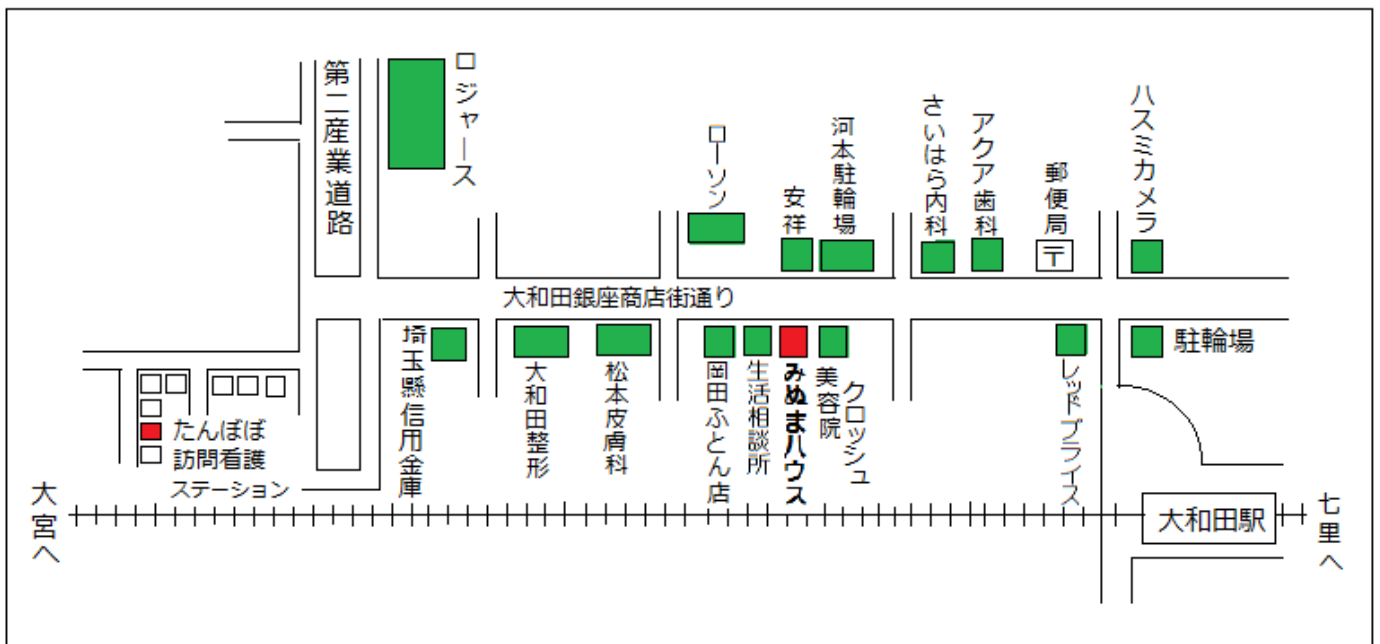 第二産業道路
ロジャース
ローソン
安祥
河本駐輪場
さいはら内科
アクア歯科
郵便局
〒
ハスミカメラ
大和田銀座商店街通り
埼玉縣信用金庫
大和田整形
松本皮膚科
岡田ふとん店
生活相談所
みぬまハウス
美容院
クロッシュ
レッドプライス
駐輪場
たんぽぽ
訪問看護
ステーション
大宮へ
大和田駅
七里へ